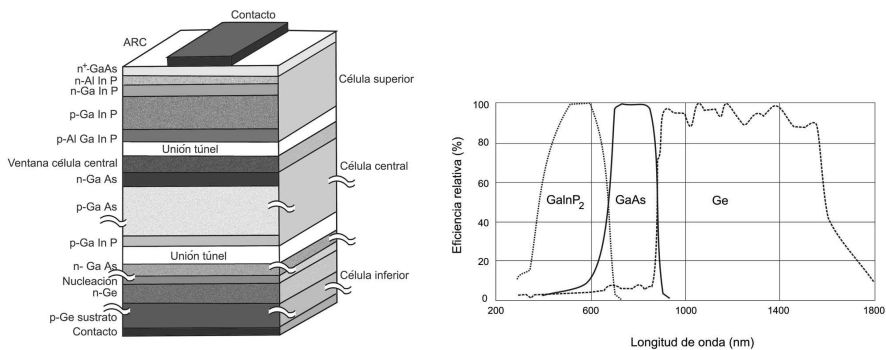 Contacto
ARC
n⁺-GaAs
n-Al In P
n-Ga In P
p-Ga In P
p-Al Ga In P
Unión túnel
Ventana célula central
n-Ga As
p-Ga As
p-Ga In P
Unión túnel
n- Ga As
Nucleación
n-Ge
p-Ge sustrato
Contacto
Célula superior
Célula central
Célula inferior
Eficiencia relativa (%)
100
80
60
40
20
0
GaInP₂
GaAs
Ge
200
600
1000
1400
1800
Longitud de onda (nm)